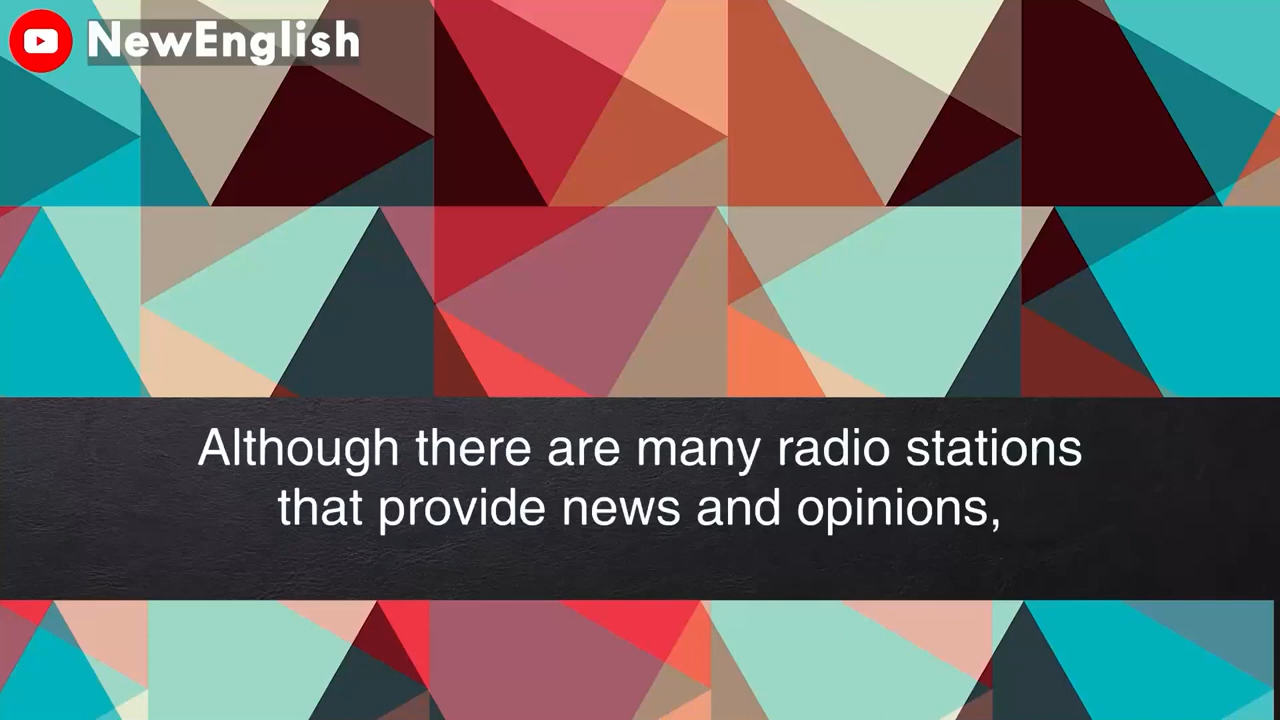 NewEnglish
Although there are many radio stations
that provide news and opinions,